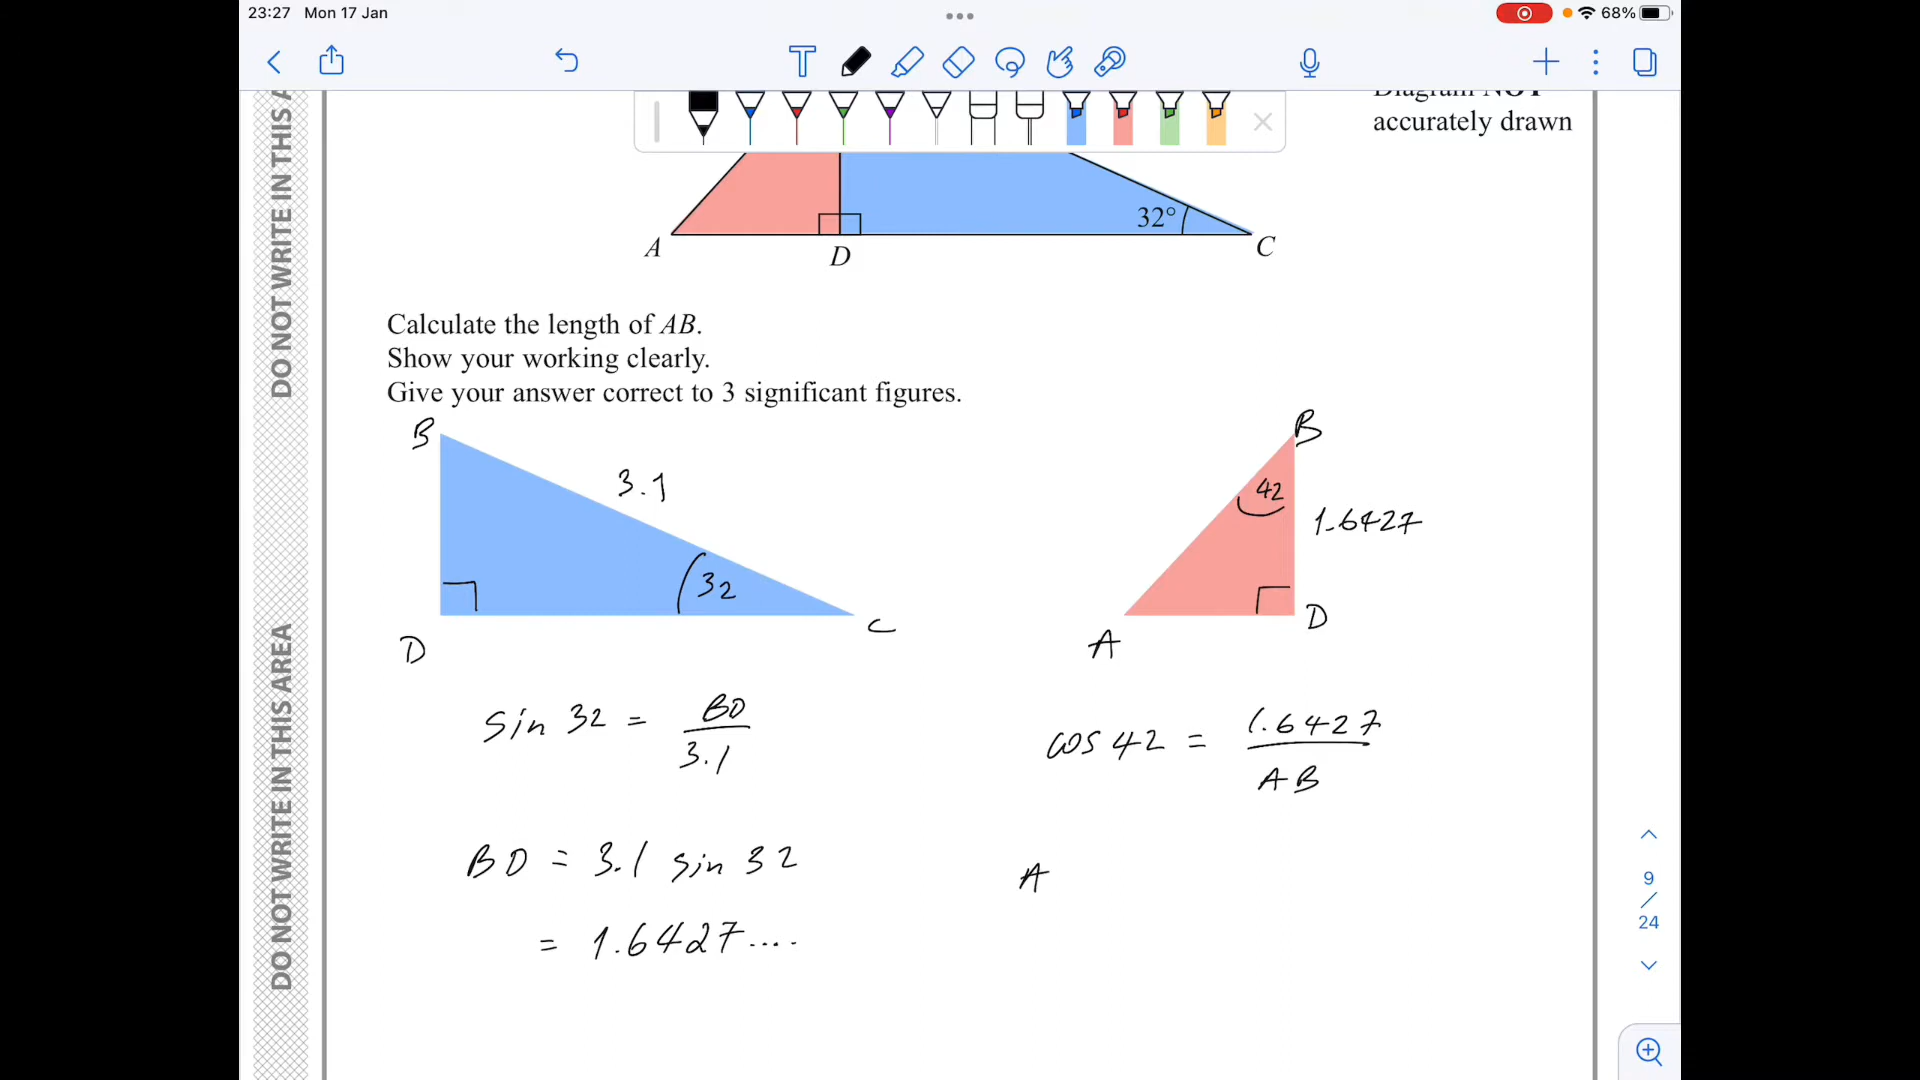 23:27 Mon 17 Jan
68%
Diagram NOT
accurately drawn
DO NOT WRITE IN THIS A
32°
A
D
C
Calculate the length of AB.
Show your working clearly.
Give your answer correct to 3 significant figures.
B
3.1
32
D
C
B
42
1.6427
A
D
DO NOT WRITE IN THIS AREA
sin 32 = BD
3.1
cos 42 = 1.6427
AB
BD = 3.1 sin 32
A
= 1.6427....
9
/
24